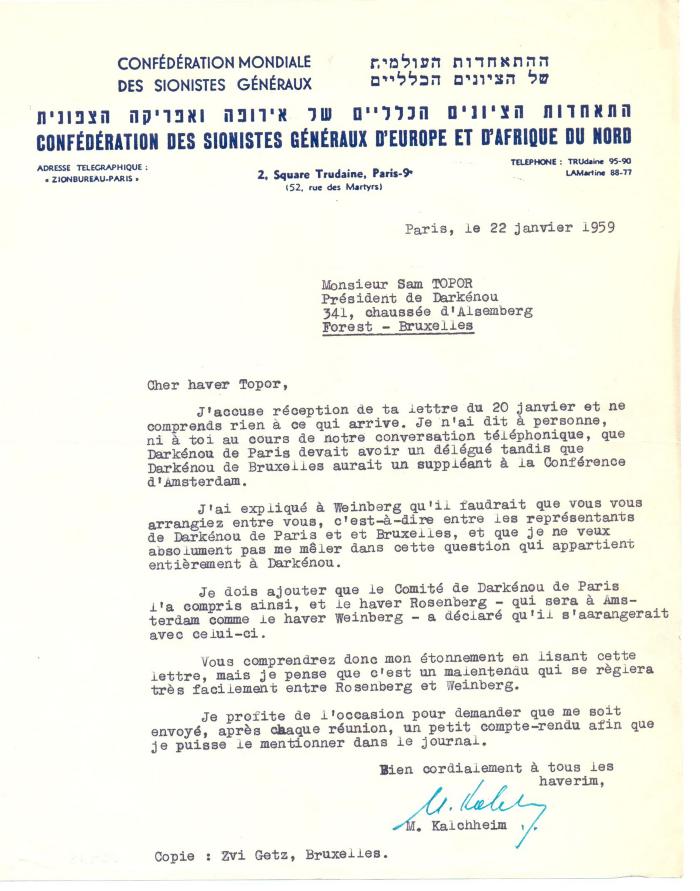 CONFÉDÉRATION MONDIALE
DES SIONISTES GÉNÉRAUX
ההתאחדות העולמית
של הציונים הכלליים
התאחדות הציונים הכלליים של אירופה ואפריקה הצפונית
CONFÉDÉRATION DES SIONISTES GÉNÉRAUX D'EUROPE ET D'AFRIQUE DU NORD
ADRESSE TELEGRAPHIQUE :
« ZIONBUREAU-PARIS »
2, Square Trudaine, Paris-9e
(52, rue des Martyrs)
TELEPHONE : TRUdaine 95-90
LAMartine 88-77
Paris, le 22 janvier 1959
Monsieur Sam TOPOR
Président de Darkénou
341, chaussée d'Alsemberg
Forest - Bruxelles
Cher haver Topor,
J'accuse réception de ta lettre du 20 janvier et ne
comprends rien à ce qui arrive. Je n'ai dit à personne,
ni à toi au cours de notre conversation téléphonique, que
Darkénou de Paris devait avoir un délégué tandis que
Darkénou de Bruxelles aurait un suppléant à la Conférence
d'Amsterdam.
J'ai expliqué à Weinberg qu'il faudrait que vous vous
arrangiez entre vous, c'est-à-dire entre les représentants
de Darkénou de Paris et et Bruxelles, et que je ne veux
absolument pas me mêler dans cette question qui appartient
entièrement à Darkénou.
Je dois ajouter que le Comité de Darkénou de Paris
l'a compris ainsi, et le haver Rosenberg - qui sera à Ams-
terdam comme le haver Weinberg - a déclaré qu'il s'aarangerait
avec celui-ci.
Vous comprendrez donc mon étonnement en lisant cette
lettre, mais je pense que c'est un malentendu qui se règlera
très facilement entre Rosenberg et Weinberg.
Je profite de l'occasion pour demander que me soit
envoyé, après chaque réunion, un petit compte-rendu afin que
je puisse le mentionner dans le journal.
Bien cordialement à tous les
haverim,
M. Kalchheim
Copie : Zvi Getz, Bruxelles.